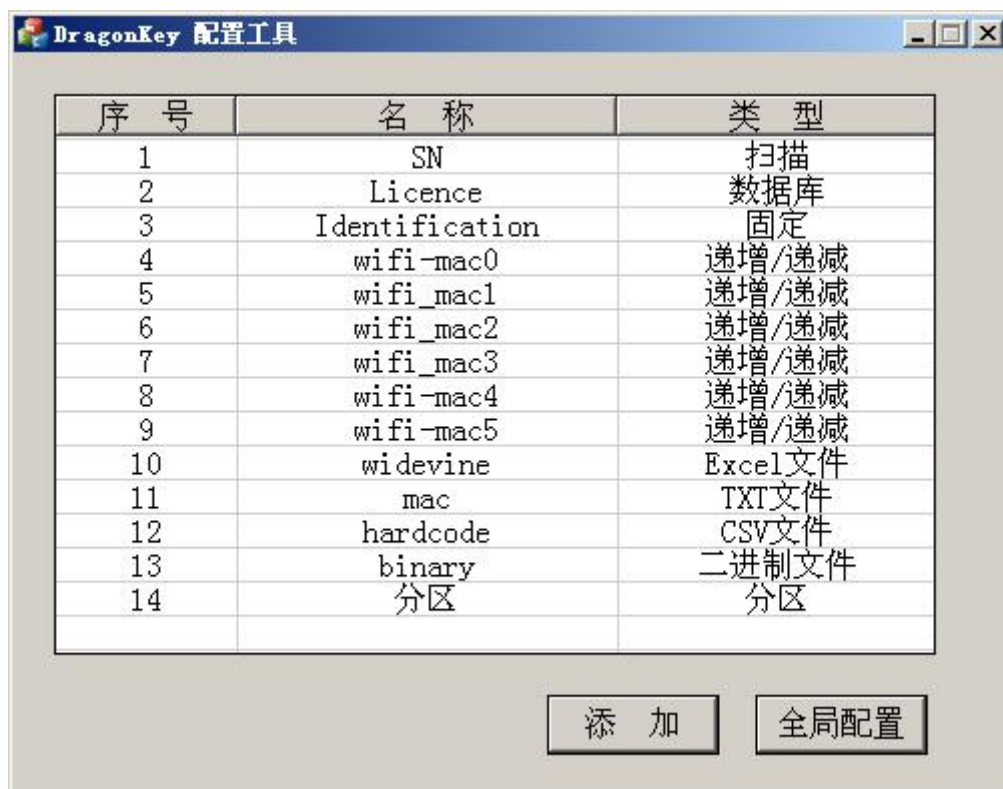 DragonKey 配置工具
序 号 名 称 类 型
1 SN 扫描
2 Licence 数据库
3 Identification 固定
4 wifi-mac0 递增/递减
5 wifi_mac1 递增/递减
6 wifi_mac2 递增/递减
7 wifi_mac3 递增/递减
8 wifi-mac4 递增/递减
9 wifi-mac5 递增/递减
10 widevine Excel文件
11 mac TXT文件
12 hardcode CSV文件
13 binary 二进制文件
14 分区 分区
添 加 全局配置